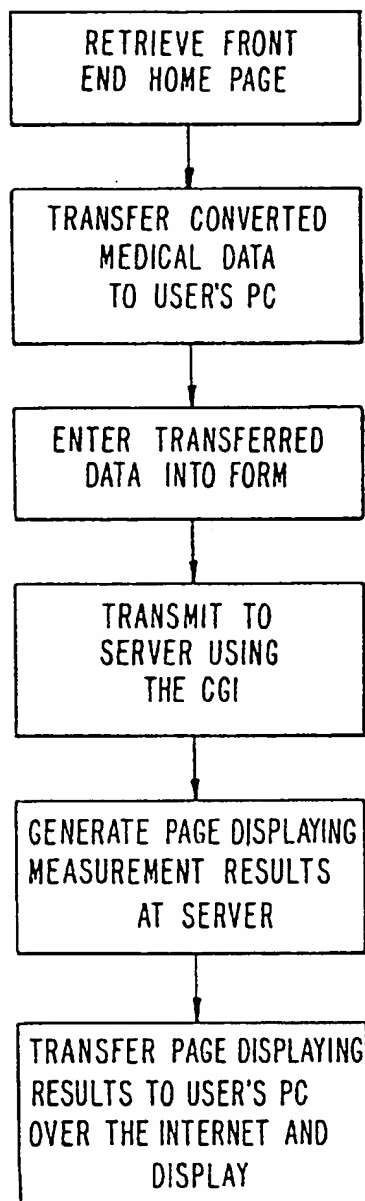 RETRIEVE FRONT
END HOME PAGE
TRANSFER CONVERTED
MEDICAL DATA
TO USER'S PC
ENTER TRANSFERRED
DATA INTO FORM
TRANSMIT TO
SERVER USING
THE CGI
GENERATE PAGE DISPLAYING
MEASUREMENT RESULTS
AT SERVER
TRANSFER PAGE DISPLAYING
RESULTS TO USER'S PC
OVER THE INTERNET AND
DISPLAY